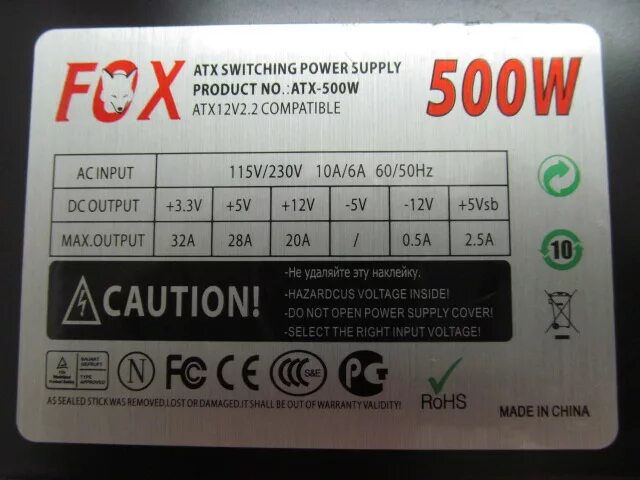 FOX
ATX SWITCHING POWER SUPPLY
PRODUCT NO.:ATX-500W
ATX12V2.2 COMPATIBLE
500W
AC INPUT 115V/230V 10A/6A 60/50Hz
DC OUTPUT +3.3V +5V +12V -5V -12V +5Vsb
MAX.OUTPUT 32A 28A 20A / 0.5A 2.5A
10
CAUTION!
-Не удаляйте эту наклейку.
-HAZARDCUS VOLTAGE INSIDE!
-DO NOT OPEN POWER SUPPLY COVER!
-SELECT THE RIGHT INPUT VOLTAGE!
TYPE APPROVED
N FC CE CCC S&E PG
RoHS
AS SEALED STICK WAS REMOVED,LOST OR DAMAGED.IT SHALL BE OUT OF WARRANTY VALIDITY!
MADE IN CHINA